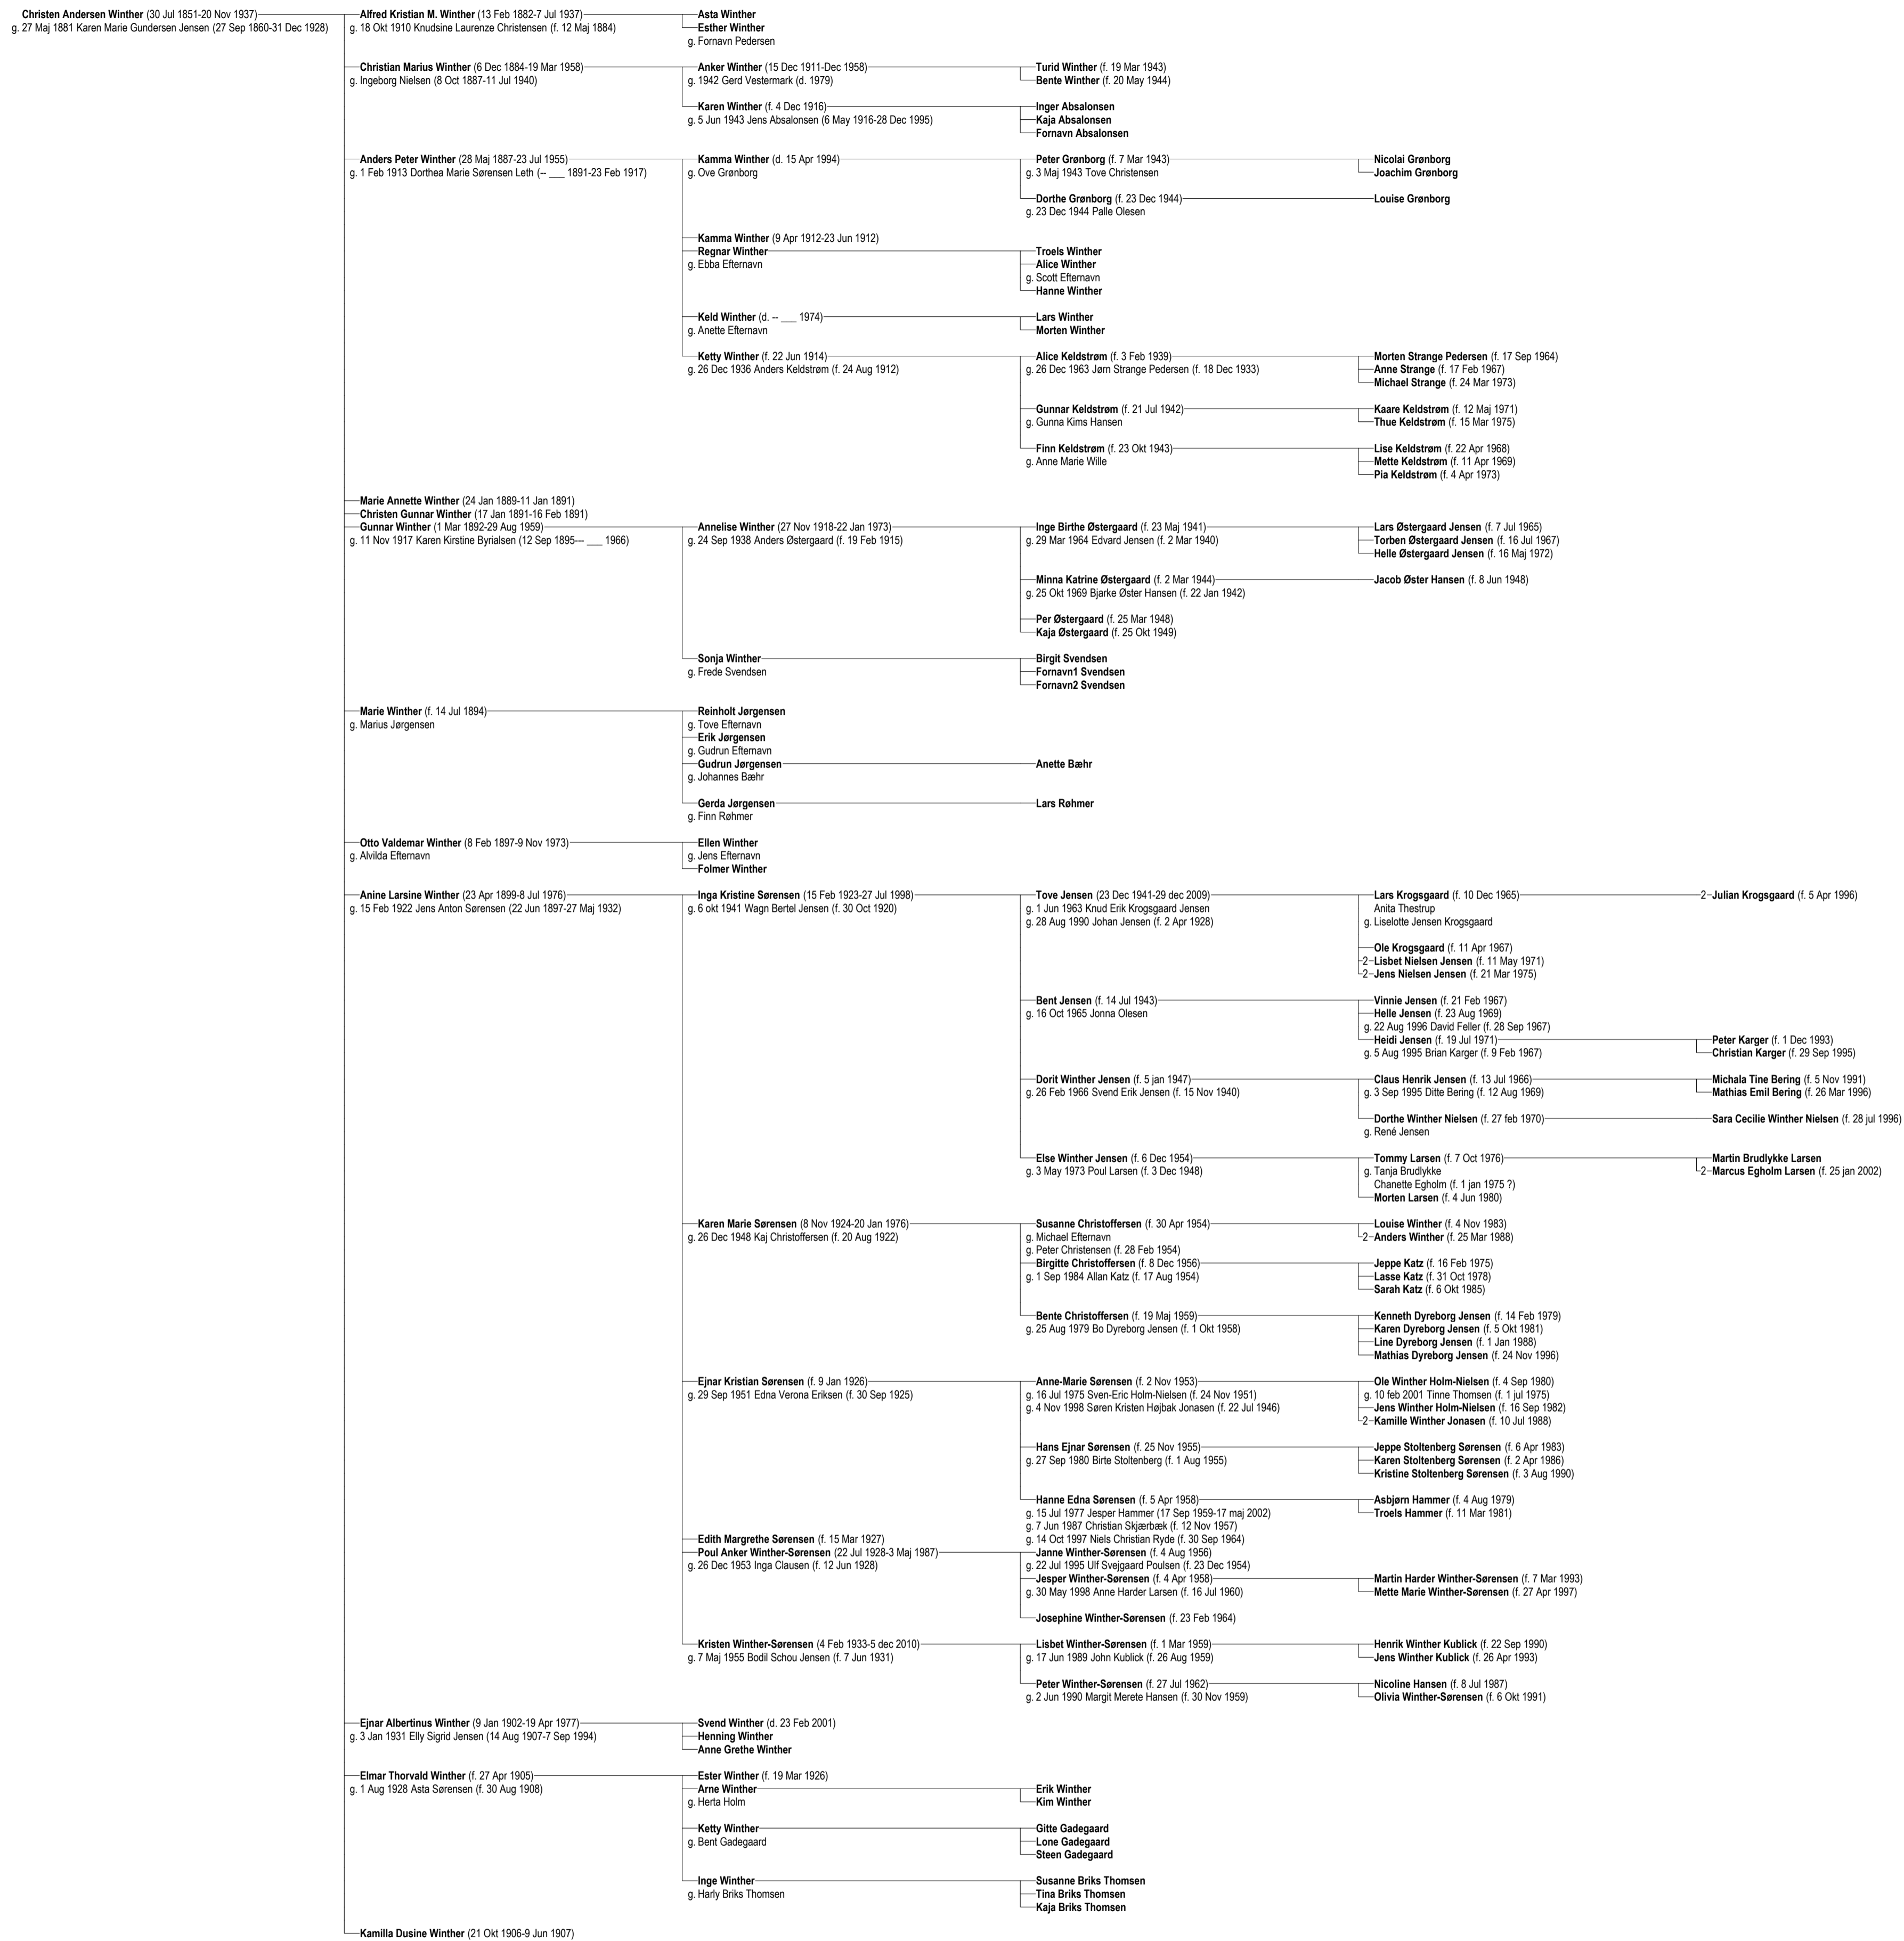 Christen Andersen Winther (30 Jul 1851-20 Nov 1937)
g. 27 Maj 1881 Karen Marie Gundersen Jensen (27 Sep 1860-31 Dec 1928)
Alfred Kristian M. Winther (13 Feb 1882-7 Jul 1937)
g. 18 Okt 1910 Knudsine Laurenze Christensen (f. 12 Maj 1884)
Asta Winther
Esther Winther
g. Fornavn Pedersen
Christian Marius Winther (6 Dec 1884-19 Mar 1958)
g. Ingeborg Nielsen (8 Oct 1887-11 Jul 1940)
Anker Winther (15 Dec 1911-Dec 1958)
g. 1942 Gerd Vestermark (d. 1979)
Turid Winther (f. 19 Mar 1943)
Bente Winther (f. 20 May 1944)
Karen Winther (f. 4 Dec 1916)
g. 5 Jun 1943 Jens Absalonsen (6 May 1916-28 Dec 1995)
Inger Absalonsen
Kaja Absalonsen
Fornavn Absalonsen
Anders Peter Winther (28 Maj 1887-23 Jul 1955)
g. 1 Feb 1913 Dorthea Marie Sørensen Leth (-- ___ 1891-23 Feb 1917)
Kamma Winther (d. 15 Apr 1994)
g. Ove Grønborg
Peter Grønborg (f. 7 Mar 1943)
g. 3 Maj 1943 Tove Christensen
Nicolai Grønborg
Joachim Grønborg
Dorthe Grønborg (f. 23 Dec 1944)
g. 23 Dec 1944 Palle Olesen
Louise Grønborg
Kamma Winther (9 Apr 1912-23 Jun 1912)
Regnar Winther
g. Ebba Efternavn
Troels Winther
Alice Winther
g. Scott Efternavn
Hanne Winther
Keld Winther (d. -- ___ 1974)
g. Anette Efternavn
Lars Winther
Morten Winther
Ketty Winther (f. 22 Jun 1914)
g. 26 Dec 1936 Anders Keldstrøm (f. 24 Aug 1912)
Alice Keldstrøm (f. 3 Feb 1939)
g. 26 Dec 1963 Jørn Strange Pedersen (f. 18 Dec 1933)
Morten Strange Pedersen (f. 17 Sep 1964)
Anne Strange (f. 17 Feb 1967)
Michael Strange (f. 24 Mar 1973)
Gunnar Keldstrøm (f. 21 Jul 1942)
g. Gunna Kims Hansen
Kaare Keldstrøm (f. 12 Maj 1971)
Thue Keldstrøm (f. 15 Mar 1975)
Finn Keldstrøm (f. 23 Okt 1943)
g. Anne Marie Wille
Lise Keldstrøm (f. 22 Apr 1968)
Mette Keldstrøm (f. 11 Apr 1969)
Pia Keldstrøm (f. 4 Apr 1973)
Marie Annette Winther (24 Jan 1889-11 Jan 1891)
Christen Gunnar Winther (17 Jan 1891-16 Feb 1891)
Gunnar Winther (1 Mar 1892-29 Aug 1959)
g. 11 Nov 1917 Karen Kirstine Byrialsen (12 Sep 1895--- ___ 1966)
Annelise Winther (27 Nov 1918-22 Jan 1973)
g. 24 Sep 1938 Anders Østergaard (f. 19 Feb 1915)
Inge Birthe Østergaard (f. 23 Maj 1941)
g. 29 Mar 1964 Edvard Jensen (f. 2 Mar 1940)
Lars Østergaard Jensen (f. 7 Jul 1965)
Torben Østergaard Jensen (f. 16 Jul 1967)
Helle Østergaard Jensen (f. 16 Maj 1972)
Minna Katrine Østergaard (f. 2 Mar 1944)
g. 25 Okt 1969 Bjarke Øster Hansen (f. 22 Jan 1942)
Jacob Øster Hansen (f. 8 Jun 1948)
Per Østergaard (f. 25 Mar 1948)
Kaja Østergaard (f. 25 Okt 1949)
Sonja Winther
g. Frede Svendsen
Birgit Svendsen
Fornavn1 Svendsen
Fornavn2 Svendsen
Marie Winther (f. 14 Jul 1894)
g. Marius Jørgensen
Reinholt Jørgensen
g. Tove Efternavn
Erik Jørgensen
g. Gudrun Efternavn
Gudrun Jørgensen
g. Johannes Bæhr
Anette Bæhr
Gerda Jørgensen
g. Finn Røhmer
Lars Røhmer
Otto Valdemar Winther (8 Feb 1897-9 Nov 1973)
g. Alvilda Efternavn
Ellen Winther
g. Jens Efternavn
Folmer Winther
Anine Larsine Winther (23 Apr 1899-8 Jul 1976)
g. 15 Feb 1922 Jens Anton Sørensen (22 Jun 1897-27 Maj 1932)
Inga Kristine Sørensen (15 Feb 1923-27 Jul 1998)
g. 6 okt 1941 Wagn Bertel Jensen (f. 30 Oct 1920)
Tove Jensen (23 Dec 1941-29 dec 2009)
g. 1 Jun 1963 Knud Erik Krogsgaard Jensen
g. 28 Aug 1990 Johan Jensen (f. 2 Apr 1928)
Lars Krogsgaard (f. 10 Dec 1965)
Anita Thestrup
g. Liselotte Jensen Krogsgaard
2 Julian Krogsgaard (f. 5 Apr 1996)
Ole Krogsgaard (f. 11 Apr 1967)
2 Lisbet Nielsen Jensen (f. 11 May 1971)
2 Jens Nielsen Jensen (f. 21 Mar 1975)
Bent Jensen (f. 14 Jul 1943)
g. 16 Oct 1965 Jonna Olesen
Vinnie Jensen (f. 21 Feb 1967)
Helle Jensen (f. 23 Aug 1969)
g. 22 Aug 1996 David Feller (f. 28 Sep 1967)
Heidi Jensen (f. 19 Jul 1971)
g. 5 Aug 1995 Brian Karger (f. 9 Feb 1967)
Peter Karger (f. 1 Dec 1993)
Christian Karger (f. 29 Sep 1995)
Dorit Winther Jensen (f. 5 jan 1947)
g. 26 Feb 1966 Svend Erik Jensen (f. 15 Nov 1940)
Claus Henrik Jensen (f. 13 Jul 1966)
g. 3 Sep 1995 Ditte Bering (f. 12 Aug 1969)
Michala Tine Bering (f. 5 Nov 1991)
Mathias Emil Bering (f. 26 Mar 1996)
Dorthe Winther Nielsen (f. 27 feb 1970)
g. René Jensen
Sara Cecilie Winther Nielsen (f. 28 jul 1996)
Else Winther Jensen (f. 6 Dec 1954)
g. 3 May 1973 Poul Larsen (f. 3 Dec 1948)
Tommy Larsen (f. 7 Oct 1976)
g. Tanja Brudlykke
Chanette Egholm (f. 1 jan 1975 ?)
Morten Larsen (f. 4 Jun 1980)
Martin Brudlykke Larsen
2 Marcus Egholm Larsen (f. 25 jan 2002)
Karen Marie Sørensen (8 Nov 1924-20 Jan 1976)
g. 26 Dec 1948 Kaj Christoffersen (f. 20 Aug 1922)
Susanne Christoffersen (f. 30 Apr 1954)
g. Michael Efternavn
g. Peter Christensen (f. 28 Feb 1954)
Louise Winther (f. 4 Nov 1983)
2 Anders Winther (f. 25 Mar 1988)
Birgitte Christoffersen (f. 8 Dec 1956)
g. 1 Sep 1984 Allan Katz (f. 17 Aug 1954)
Jeppe Katz (f. 16 Feb 1975)
Lasse Katz (f. 31 Oct 1978)
Sarah Katz (f. 6 Okt 1985)
Bente Christoffersen (f. 19 Maj 1959)
g. 25 Aug 1979 Bo Dyreborg Jensen (f. 1 Okt 1958)
Kenneth Dyreborg Jensen (f. 14 Feb 1979)
Karen Dyreborg Jensen (f. 5 Okt 1981)
Line Dyreborg Jensen (f. 1 Jan 1988)
Mathias Dyreborg Jensen (f. 24 Nov 1996)
Ejnar Kristian Sørensen (f. 9 Jan 1926)
g. 29 Sep 1951 Edna Verona Eriksen (f. 30 Sep 1925)
Anne-Marie Sørensen (f. 2 Nov 1953)
g. 16 Jul 1975 Sven-Eric Holm-Nielsen (f. 24 Nov 1951)
g. 4 Nov 1998 Søren Kristen Højbak Jonasen (f. 22 Jul 1946)
Ole Winther Holm-Nielsen (f. 4 Sep 1980)
g. 10 feb 2001 Tinne Thomsen (f. 1 jul 1975)
Jens Winther Holm-Nielsen (f. 16 Sep 1982)
2 Kamille Winther Jonasen (f. 10 Jul 1988)
Hans Ejnar Sørensen (f. 25 Nov 1955)
g. 27 Sep 1980 Birte Stoltenberg (f. 1 Aug 1955)
Jeppe Stoltenberg Sørensen (f. 6 Apr 1983)
Karen Stoltenberg Sørensen (f. 2 Apr 1986)
Kristine Stoltenberg Sørensen (f. 3 Aug 1990)
Hanne Edna Sørensen (f. 5 Apr 1958)
g. 15 Jul 1977 Jesper Hammer (17 Sep 1959-17 maj 2002)
g. 7 Jun 1987 Christian Skjærbæk (f. 12 Nov 1957)
g. 14 Oct 1997 Niels Christian Ryde (f. 30 Sep 1964)
Asbjørn Hammer (f. 4 Aug 1979)
Troels Hammer (f. 11 Mar 1981)
Edith Margrethe Sørensen (f. 15 Mar 1927)
Poul Anker Winther-Sørensen (22 Jul 1928-3 Maj 1987)
g. 26 Dec 1953 Inga Clausen (f. 12 Jun 1928)
Janne Winther-Sørensen (f. 4 Aug 1956)
g. 22 Jul 1995 Ulf Svejgaard Poulsen (f. 23 Dec 1954)
Jesper Winther-Sørensen (f. 4 Apr 1958)
g. 30 May 1998 Anne Harder Larsen (f. 16 Jul 1960)
Martin Harder Winther-Sørensen (f. 7 Mar 1993)
Mette Marie Winther-Sørensen (f. 27 Apr 1997)
Josephine Winther-Sørensen (f. 23 Feb 1964)
Kristen Winther-Sørensen (4 Feb 1933-5 dec 2010)
g. 7 Maj 1955 Bodil Schou Jensen (f. 7 Jun 1931)
Lisbet Winther-Sørensen (f. 1 Mar 1959)
g. 17 Jun 1989 John Kublick (f. 26 Aug 1959)
Henrik Winther Kublick (f. 22 Sep 1990)
Jens Winther Kublick (f. 26 Apr 1993)
Peter Winther-Sørensen (f. 27 Jul 1962)
g. 2 Jun 1990 Margit Merete Hansen (f. 30 Nov 1959)
Nicoline Hansen (f. 8 Jul 1987)
Olivia Winther-Sørensen (f. 6 Okt 1991)
Ejnar Albertinus Winther (9 Jan 1902-19 Apr 1977)
g. 3 Jan 1931 Elly Sigrid Jensen (14 Aug 1907-7 Sep 1994)
Svend Winther (d. 23 Feb 2001)
Henning Winther
Anne Grethe Winther
Elmar Thorvald Winther (f. 27 Apr 1905)
g. 1 Aug 1928 Asta Sørensen (f. 30 Aug 1908)
Ester Winther (f. 19 Mar 1926)
Arne Winther
g. Herta Holm
Erik Winther
Kim Winther
Ketty Winther
g. Bent Gadegaard
Gitte Gadegaard
Lone Gadegaard
Steen Gadegaard
Inge Winther
g. Harly Briks Thomsen
Susanne Briks Thomsen
Tina Briks Thomsen
Kaja Briks Thomsen
Kamilla Dusine Winther (21 Okt 1906-9 Jun 1907)